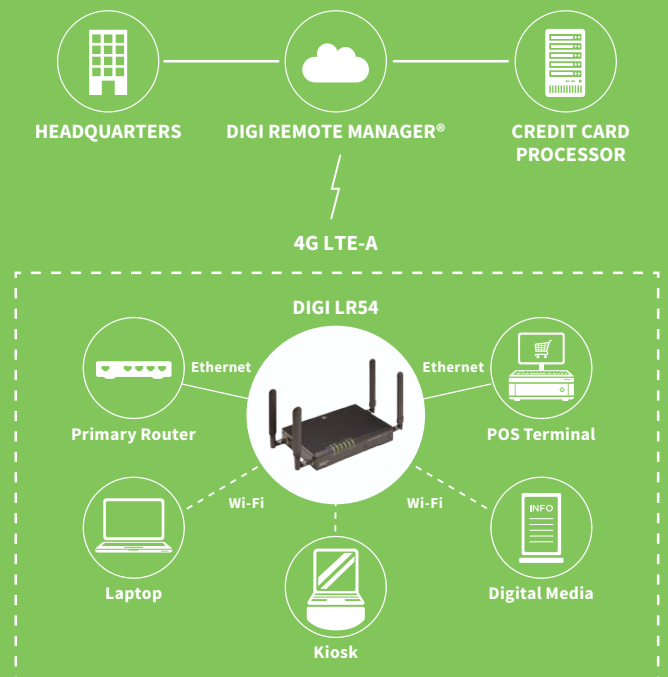 HEADQUARTERS
DIGI REMOTE MANAGER®
CREDIT CARD
PROCESSOR
4G LTE-A
DIGI LR54
Ethernet
Ethernet
Primary Router
POS Terminal
Wi-Fi
Wi-Fi
INFO
Laptop
Digital Media
Kiosk